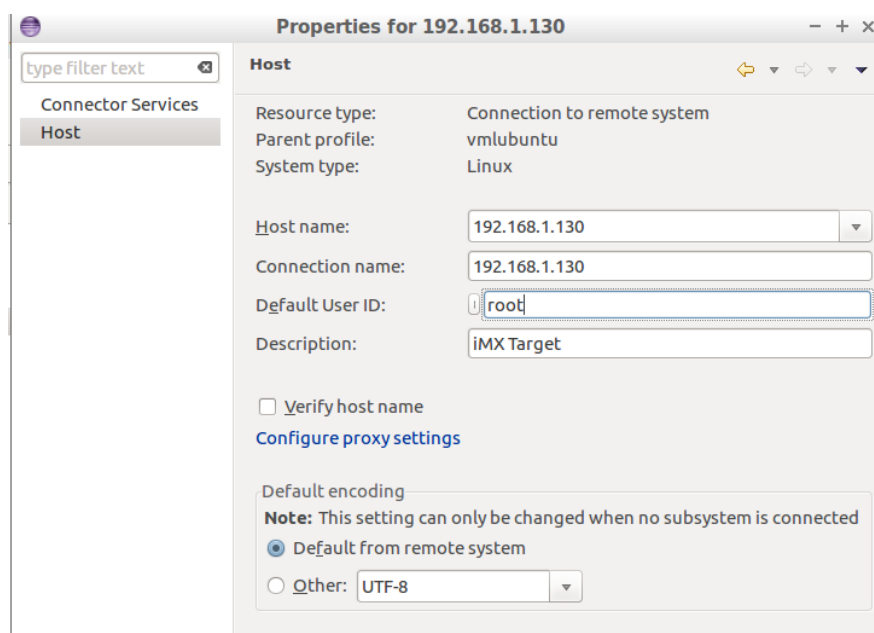 Properties for 192.168.1.130
type filter text
Connector Services
Host
Host
Resource type: Connection to remote system
Parent profile: vmlubuntu
System type: Linux
Host name: 192.168.1.130
Connection name: 192.168.1.130
Default User ID: root
Description: iMX Target
Verify host name
Configure proxy settings
Default encoding
Note: This setting can only be changed when no subsystem is connected
Default from remote system
Other: UTF-8